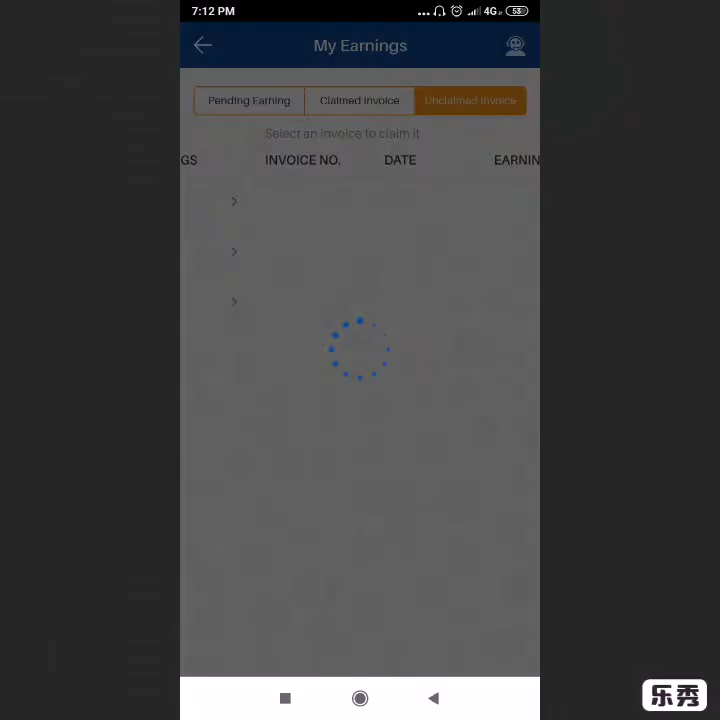 7:12 PM
4G
53
My Earnings
Pending Earning
Claimed Invoice
Unclaimed Invoice
Select an invoice to claim it
GS
INVOICE NO.
DATE
EARNIN
乐秀